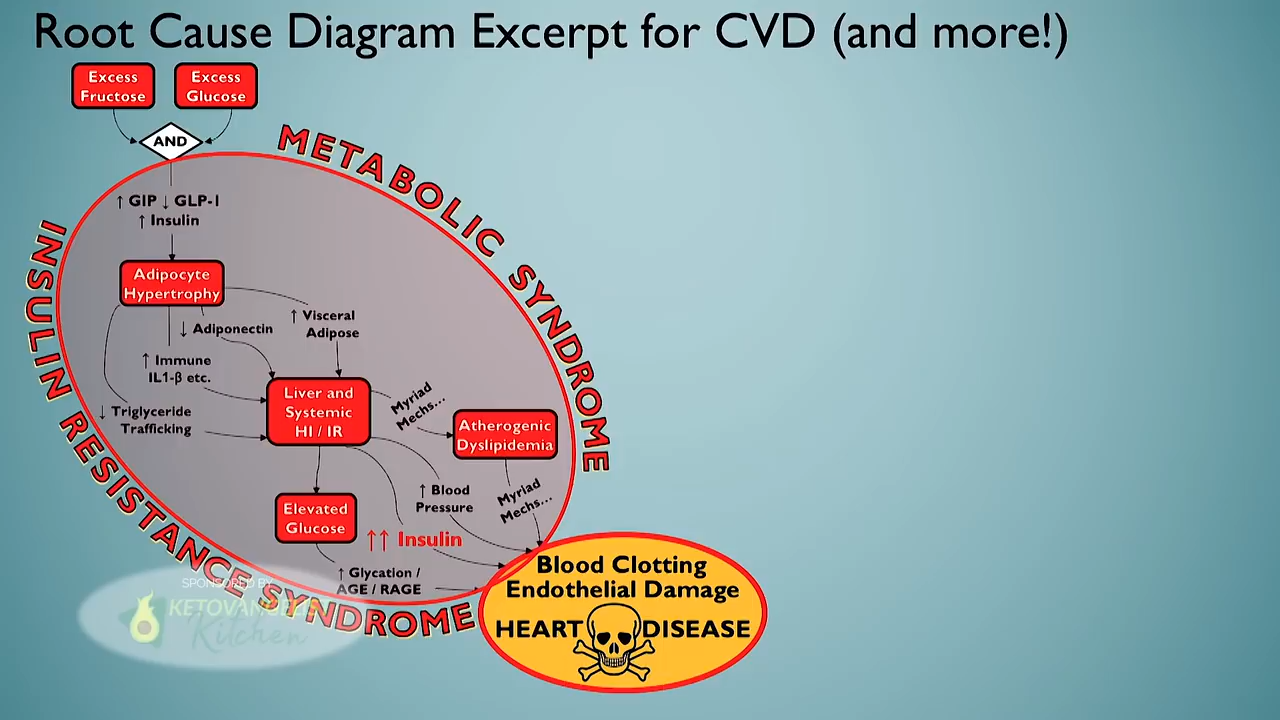 Root Cause Diagram Excerpt for CVD (and more!)
Excess
Fructose
Excess
Glucose
AND
METABOLIC SYNDROME
INSULIN RESISTANCE SYNDROME
↑ GIP ↓ GLP-1
↑ Insulin
Adipocyte
Hypertrophy
↑ Visceral
Adipose
↓ Adiponectin
↑ Immune
IL1-β etc.
↓ Triglyceride
Trafficking
Liver and
Systemic
HI / IR
Myriad
Mechs...
Atherogenic
Dyslipidemia
Myriad
Mechs...
↑ Blood
Pressure
Elevated
Glucose
↑↑ Insulin
↑ Glycation /
AGE / RAGE
Blood Clotting
Endothelial Damage
HEART DISEASE
SPONSORED BY
KETOVANGELIST
Kitchen